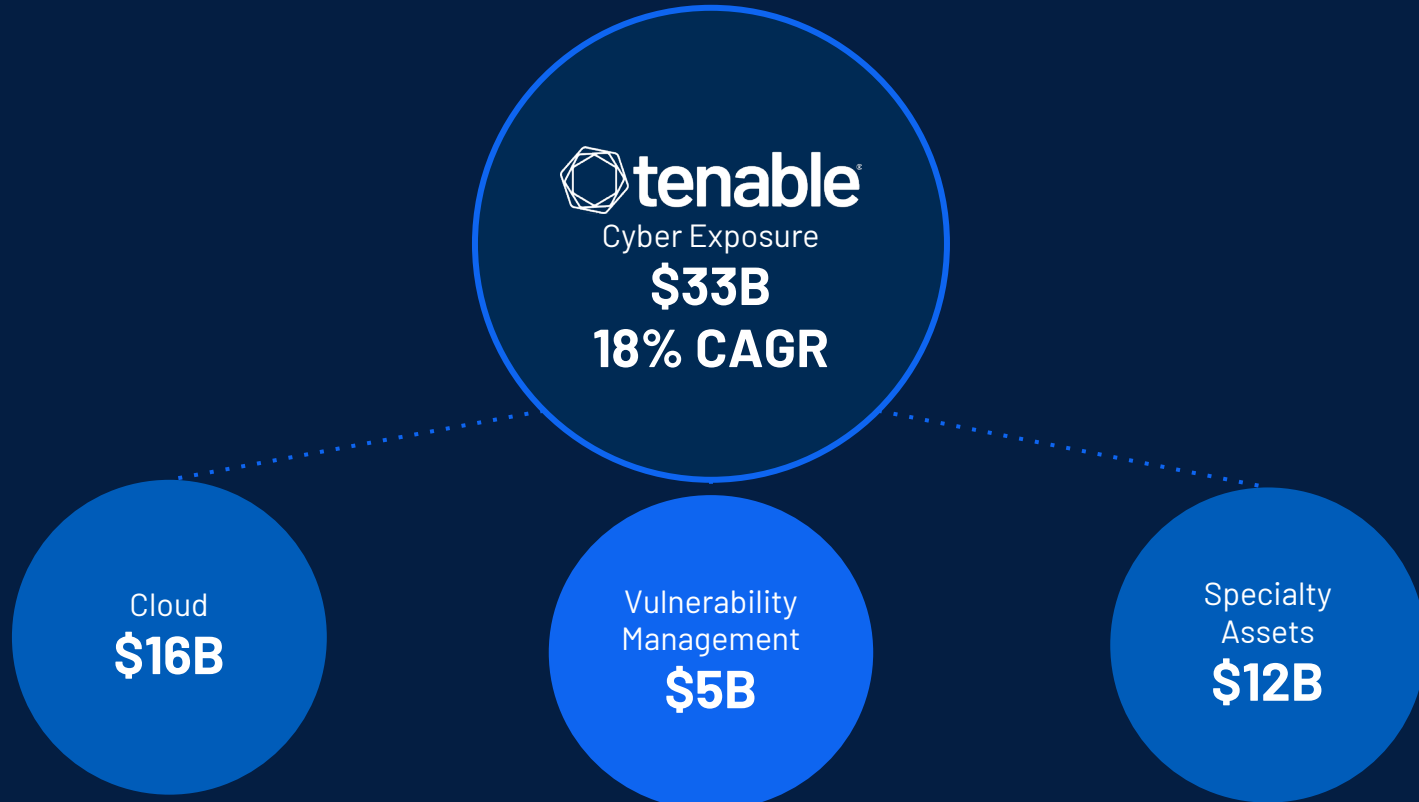 tenable®
Cyber Exposure
$33B
18% CAGR
Cloud
$16B
Vulnerability
Management
$5B
Specialty
Assets
$12B